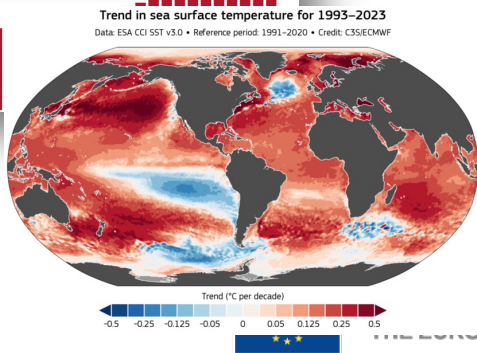 Trend in sea surface temperature for 1993–2023
Data: ESA CCI SST v3.0 • Reference period: 1991–2020 • Credit: C3S/ECMWF
Trend (°C per decade)
-0.5 -0.25 -0.125 -0.05 0 0.05 0.125 0.25 0.5